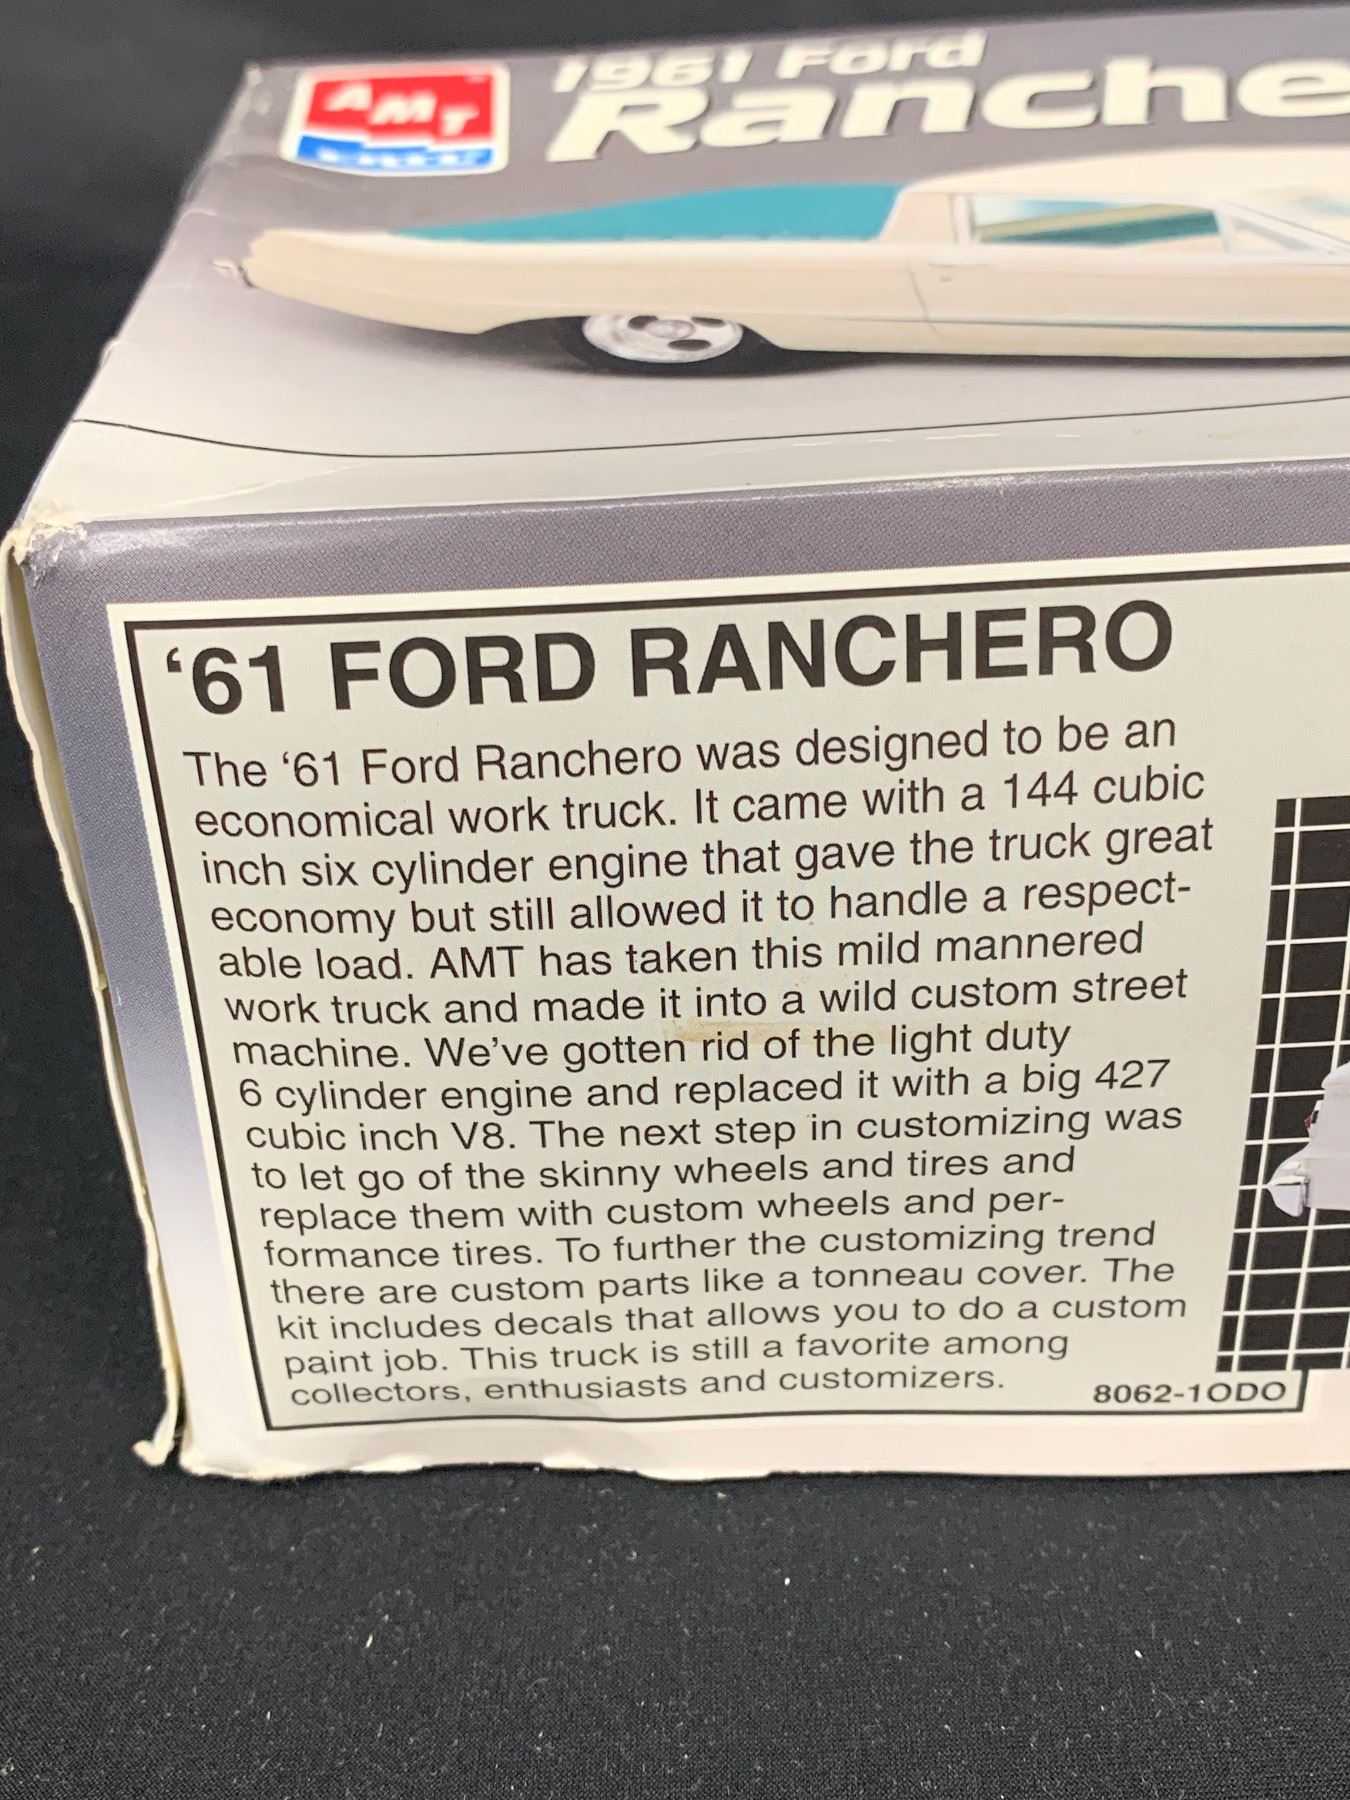 AMT
ERTL
1961 Ford
Ranche
‘61 FORD RANCHERO
The ‘61 Ford Ranchero was designed to be an
economical work truck. It came with a 144 cubic
inch six cylinder engine that gave the truck great
economy but still allowed it to handle a respect-
able load. AMT has taken this mild mannered
work truck and made it into a wild custom street
machine. We've gotten rid of the light duty
6 cylinder engine and replaced it with a big 427
cubic inch V8. The next step in customizing was
to let go of the skinny wheels and tires and
replace them with custom wheels and per-
formance tires. To further the customizing trend
there are custom parts like a tonneau cover. The
kit includes decals that allows you to do a custom
paint job. This truck is still a favorite among
collectors, enthusiasts and customizers.
8062-1ODO